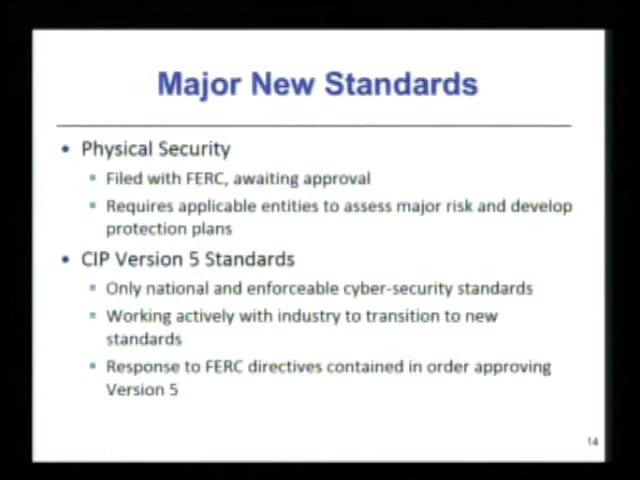 Major New Standards
• Physical Security
▪ Filed with FERC, awaiting approval
▪ Requires applicable entities to assess major risk and develop
protection plans
• CIP Version 5 Standards
▪ Only national and enforceable cyber-security standards
▪ Working actively with industry to transition to new
standards
▪ Response to FERC directives contained in order approving
Version 5
14